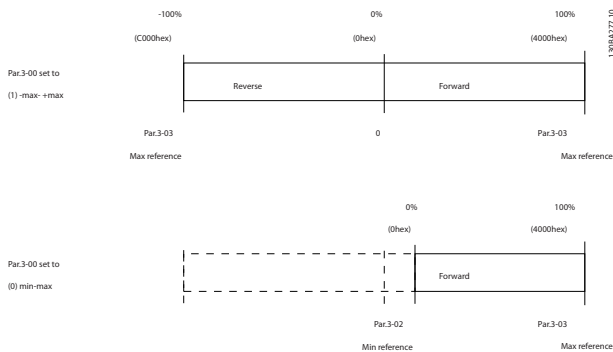 -100% 0% 100%
(C000hex) (0hex) (4000hex)
130BA277.10
Par.3-00 set to
(1) -max- +max
Reverse Forward
Par.3-03 0 Par.3-03
Max reference Max reference
0% 100%
(0hex) (4000hex)
Par.3-00 set to
(0) min-max
Forward
Par.3-02 Par.3-03
Min reference Max reference